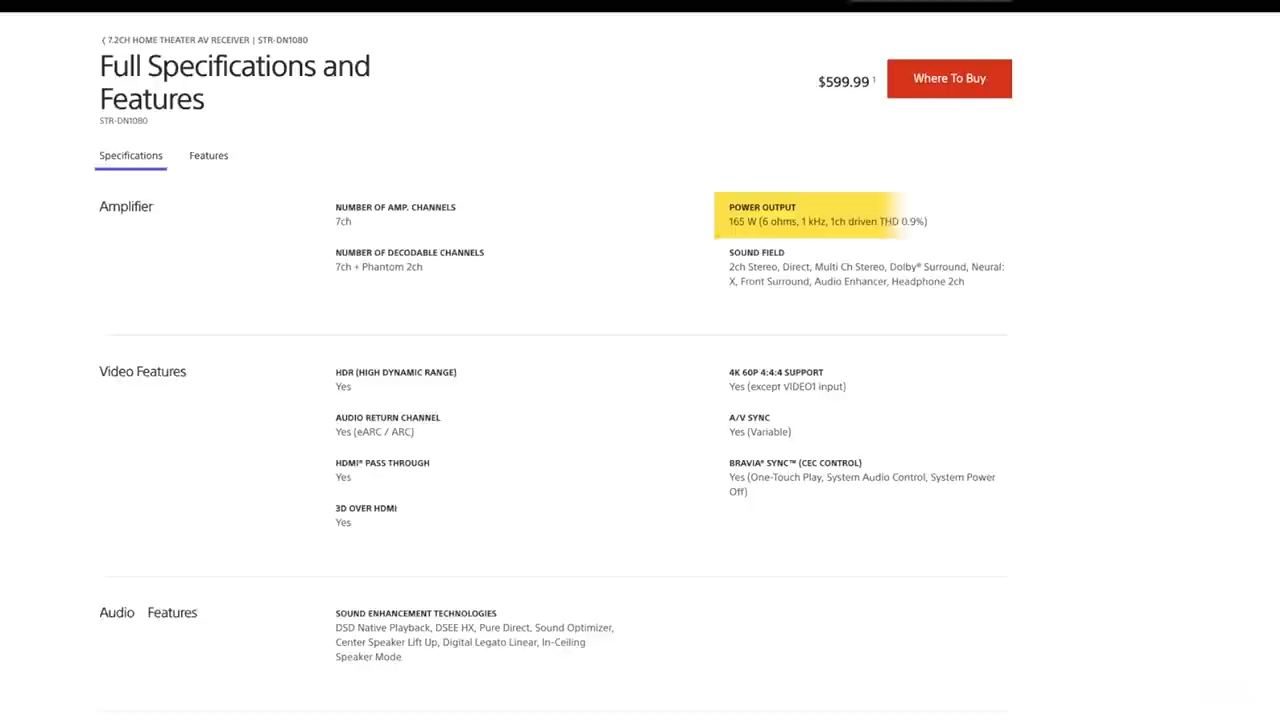 〈 7.2CH HOME THEATER AV RECEIVER | STR-DN1080
Full Specifications and
Features
STR-DN1080
$599.99 1
Where To Buy
Specifications
Features
Amplifier
NUMBER OF AMP. CHANNELS
7ch
NUMBER OF DECODABLE CHANNELS
7ch + Phantom 2ch
POWER OUTPUT
165 W (6 ohms, 1 kHz, 1ch driven THD 0.9%)
SOUND FIELD
2ch Stereo, Direct, Multi Ch Stereo, Dolby® Surround, Neural:
X, Front Surround, Audio Enhancer, Headphone 2ch
Video Features
HDR (HIGH DYNAMIC RANGE)
Yes
AUDIO RETURN CHANNEL
Yes (eARC / ARC)
HDMI® PASS THROUGH
Yes
3D OVER HDMI
Yes
4K 60P 4:4:4 SUPPORT
Yes (except VIDEO1 input)
A/V SYNC
Yes (Variable)
BRAVIA® SYNC™ (CEC CONTROL)
Yes (One-Touch Play, System Audio Control, System Power
Off)
Audio Features
SOUND ENHANCEMENT TECHNOLOGIES
DSD Native Playback, DSEE HX, Pure Direct, Sound Optimizer,
Center Speaker Lift Up, Digital Legato Linear, In-Ceiling
Speaker Mode